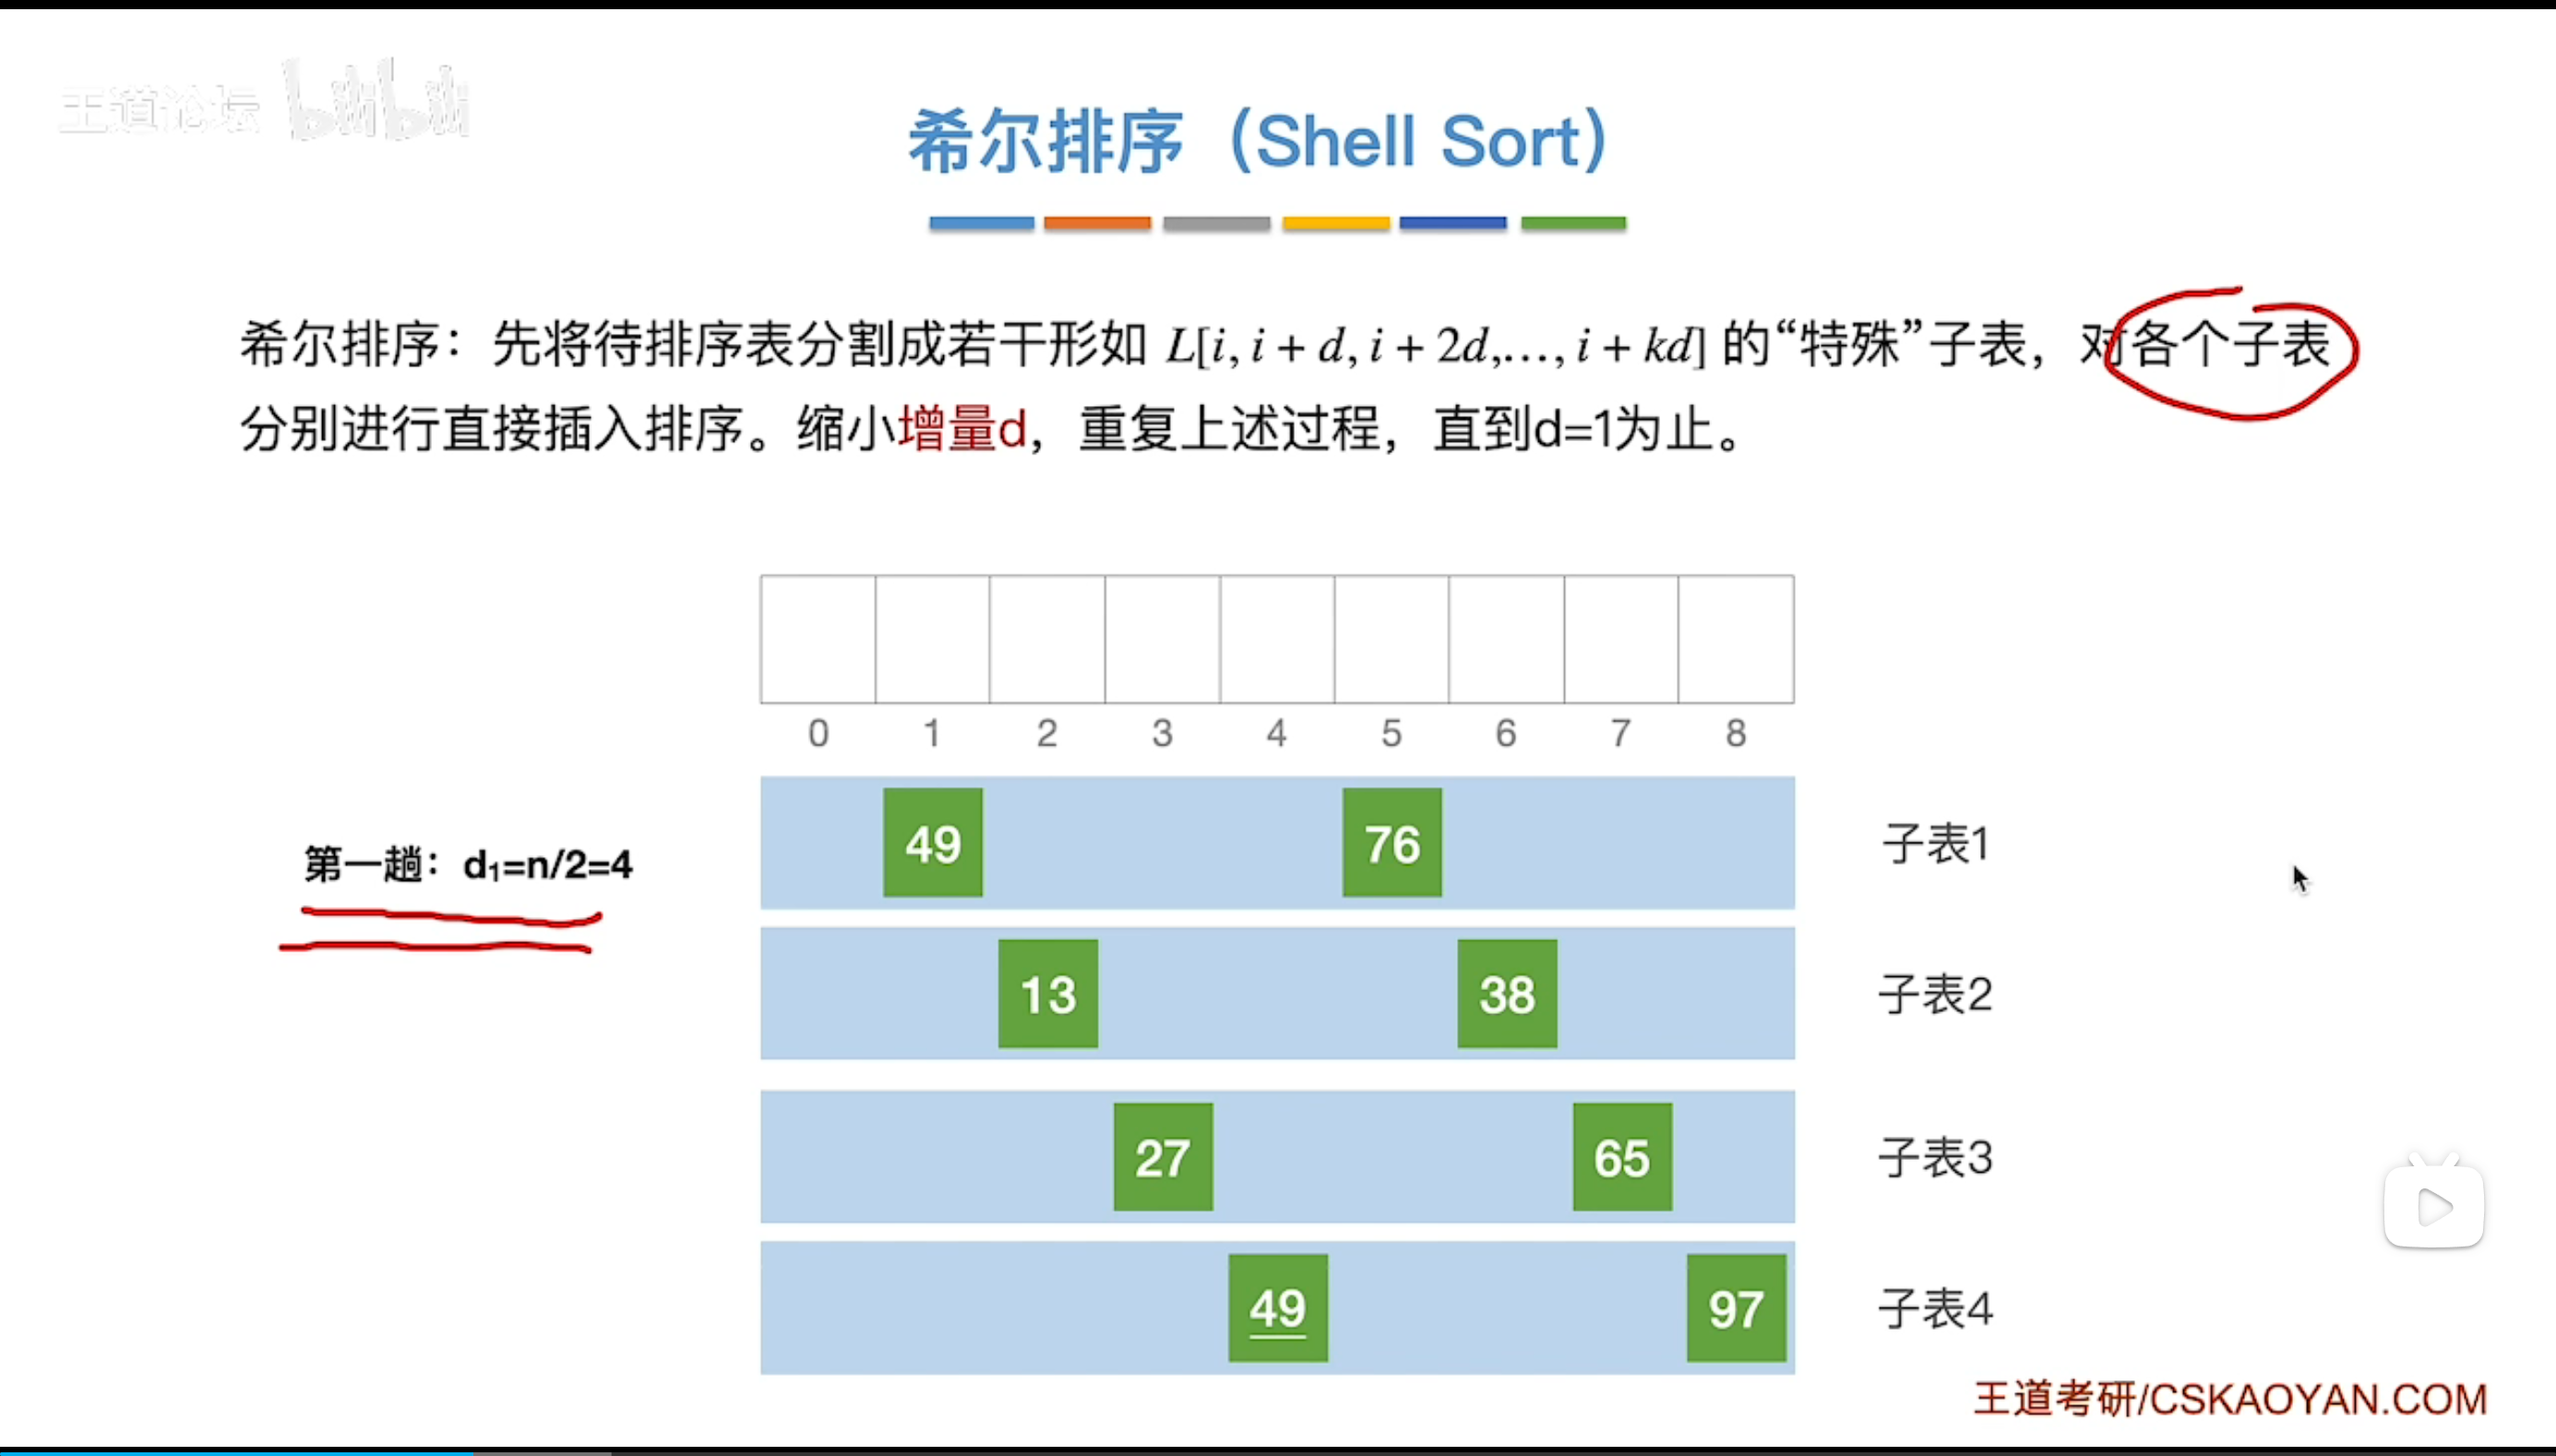 王道论坛 bilibili
希尔排序（Shell Sort）
希尔排序：先将待排序表分割成若干形如 L[i, i + d, i + 2d,…, i + kd] 的“特殊”子表，对各个子表
分别进行直接插入排序。缩小增量d，重复上述过程，直到d=1为止。
0 1 2 3 4 5 6 7 8
第一趟：d₁=n/2=4
49 76 子表1
13 38 子表2
27 65 子表3
49 97 子表4
王道考研/CSKAOYAN.COM